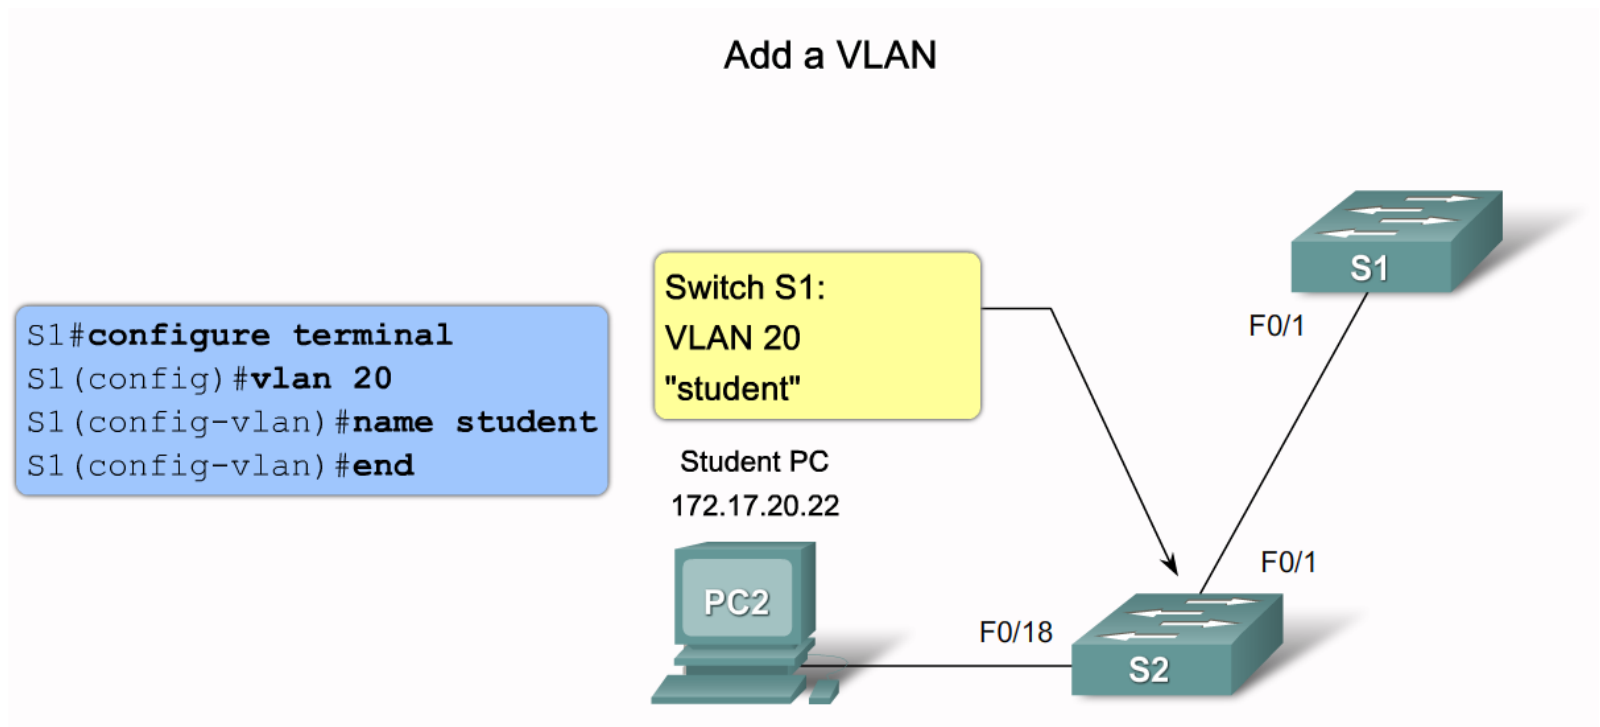 Add a VLAN
S1#configure terminal
S1(config)#vlan 20
S1(config-vlan)#name student
S1(config-vlan)#end
Switch S1:
VLAN 20
"student"
Student PC
172.17.20.22
PC2
S1
F0/1
F0/1
F0/18
S2